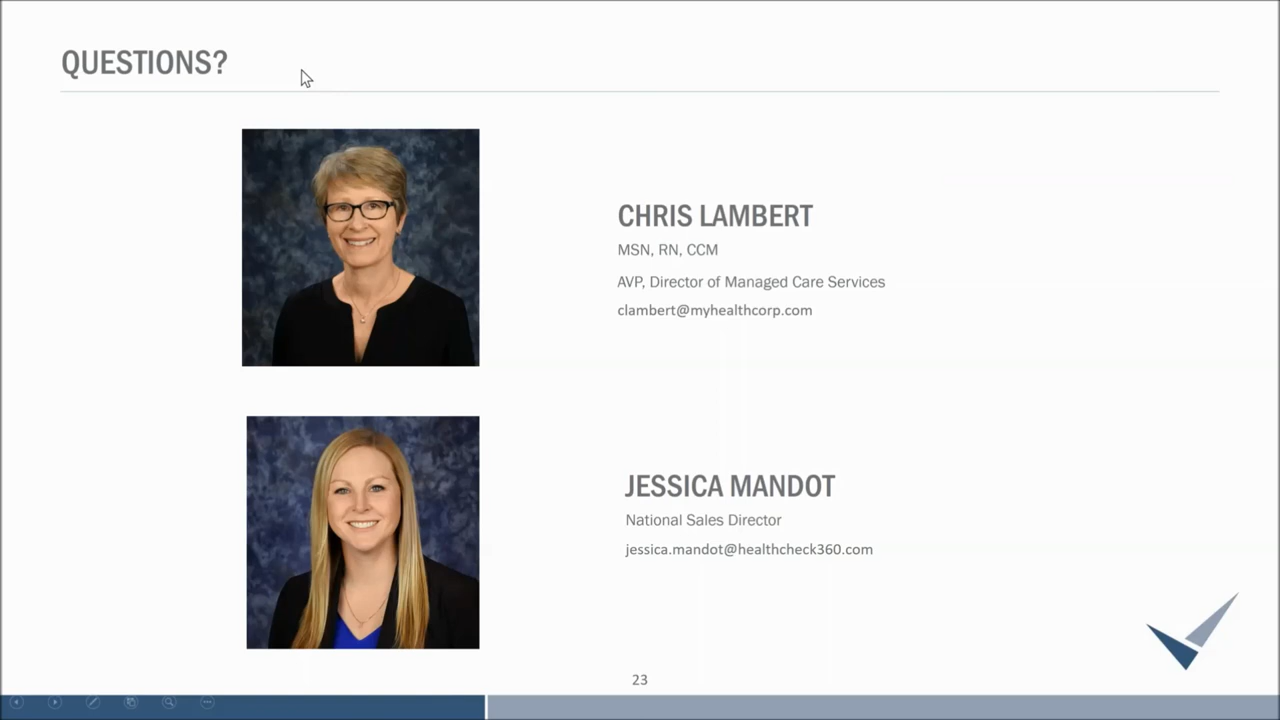 QUESTIONS?
CHRIS LAMBERT
MSN, RN, CCM
AVP, Director of Managed Care Services
clambert@myhealthcorp.com
JESSICA MANDOT
National Sales Director
jessica.mandot@healthcheck360.com
23